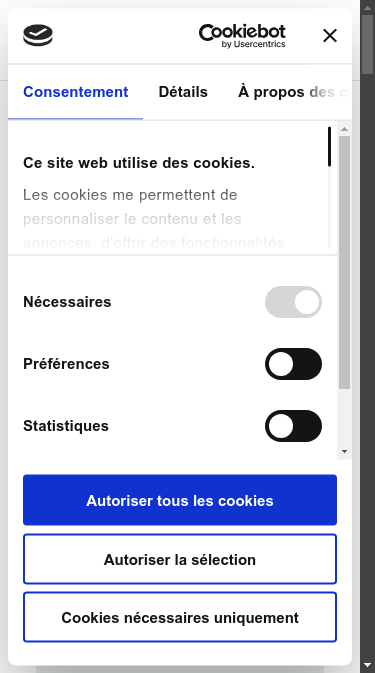 Cookiebot
by Usercentrics
Consentement
Détails
À propos des c
Ce site web utilise des cookies.
Les cookies me permettent de
personnaliser le contenu et les
annonces, d'offrir des fonctionnalités
Nécessaires
Préférences
Statistiques
Autoriser tous les cookies
Autoriser la sélection
Cookies nécessaires uniquement